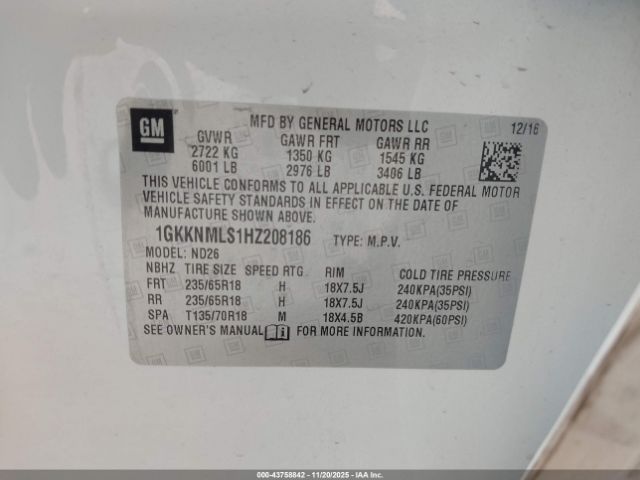 GM
MFD BY GENERAL MOTORS LLC 12/16
GVWR GAWR FRT GAWR RR
2722 KG 1350 KG 1545 KG
6001 LB 2976 LB 3406 LB
THIS VEHICLE CONFORMS TO ALL APPLICABLE U.S. FEDERAL MOTOR
VEHICLE SAFETY STANDARDS IN EFFECT ON THE DATE OF
MANUFACTURE SHOWN ABOVE.
1GKKNMLS1HZ208186 TYPE: M.P.V.
MODEL: ND26
NBHZ TIRE SIZE SPEED RTG. RIM COLD TIRE PRESSURE
FRT 235/65R18 H 18X7.5J 240KPA(35PSI)
RR 235/65R18 H 18X7.5J 240KPA(35PSI)
SPA T135/70R18 M 18X4.5B 420KPA(60PSI)
SEE OWNER'S MANUAL FOR MORE INFORMATION.
000-43758842 - 11/20/2025 - IAAI Inc.